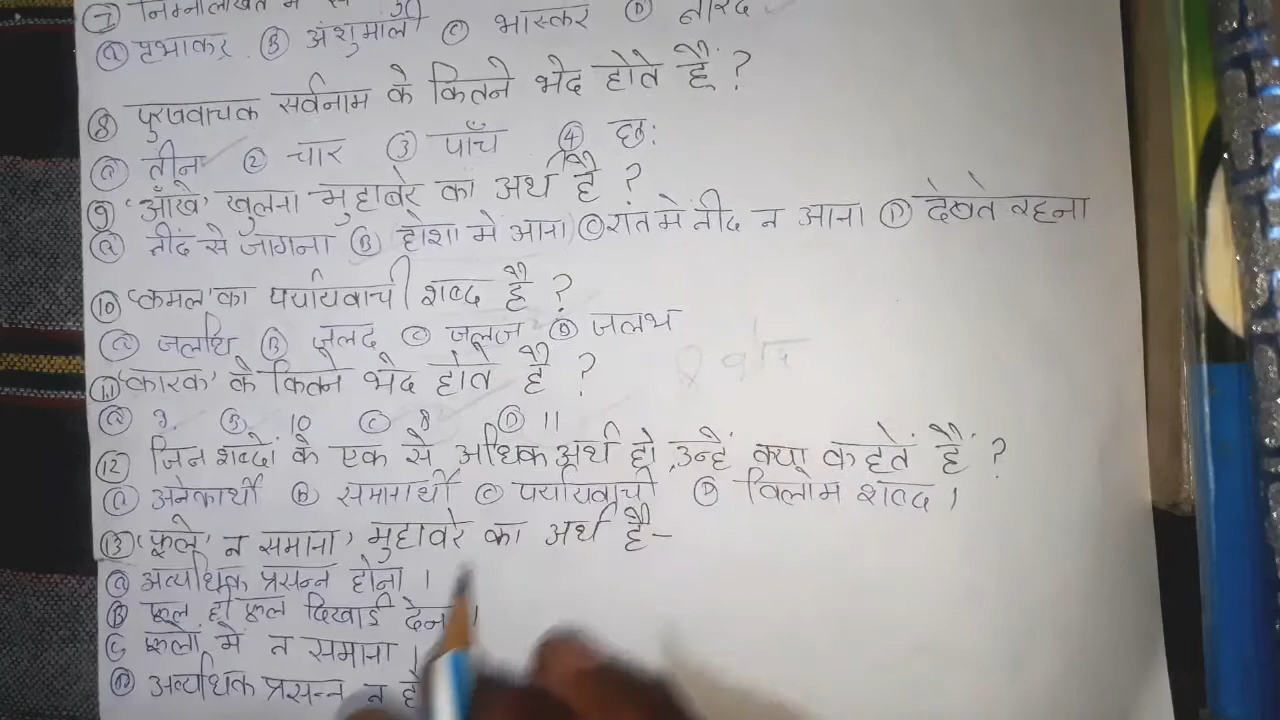 ⑦ निम्नलिखित में से
ⓐ प्रभाकर Ⓑ अंशुमाली Ⓒ भास्कर Ⓓ नीरद
⑧ पुरुषवाचक सर्वनाम के कितने भेद होते हैं ?
ⓐ तीन ② चार ③ पाँच ④ छः
⑨ 'आँखे' खुलना मुहावरे का अर्थ है ?
ⓐ नींद से जागना Ⓑ होश मे आना Ⓒ रात मे नीद न आना Ⓓ देखते रहना
⑩ 'कमल' का पर्यायवाची शब्द है ?
ⓐ जलधि Ⓑ जलद Ⓒ जलज Ⓓ जलभ
⑪ 'कारक' के कितने भेद होते है ?
ⓐ 9. Ⓑ 10 Ⓒ 8 Ⓓ 11
⑫ जिन शब्दों के एक से अधिक अर्थ हो, उन्हें क्या कहतें हैं ?
ⓐ अनेकार्थी Ⓑ समानार्थी Ⓒ पर्यायवाची Ⓓ विलोम शब्द ।
⑬ 'फूले' न समाना' मुहावरे का अर्थ है-
ⓐ अत्यधिक प्रसन्न होना ।
Ⓑ फूल ही फूल दिखाई देना ।
Ⓒ फूलो मे न समाना ।
Ⓓ अत्यधिक प्रसन्न न